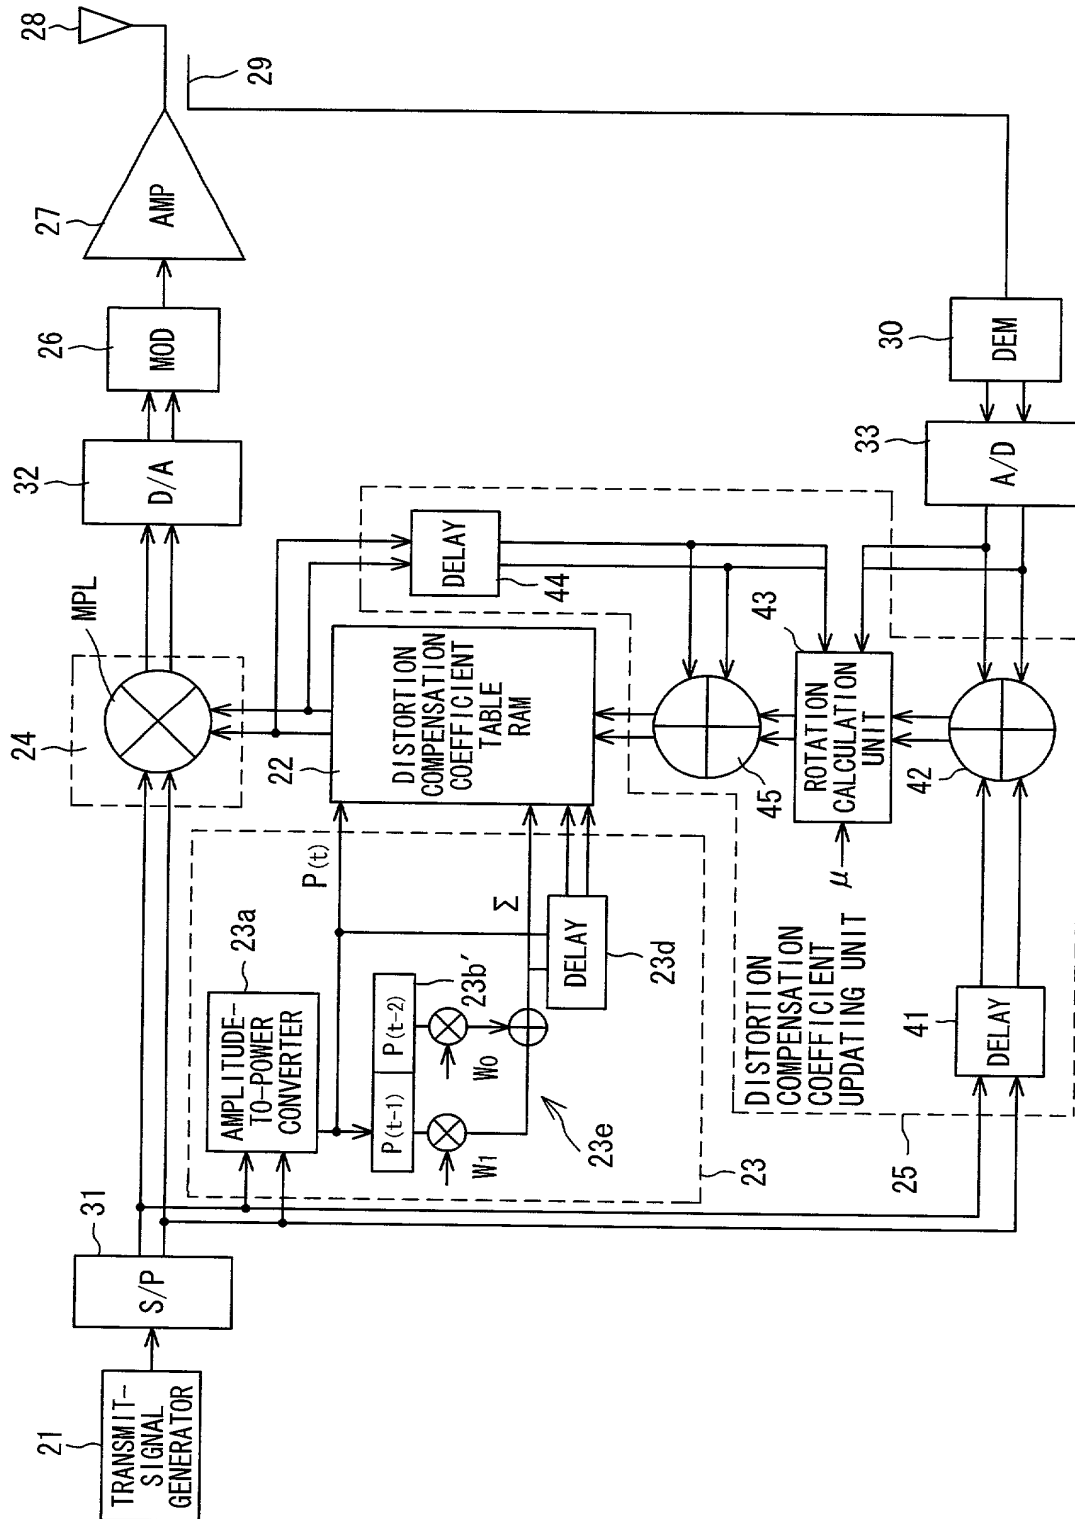 21
TRANSMIT-
SIGNAL
GENERATOR
31
S/P
24
MPL
32
D/A
26
MOD
27
AMP
28
29
23a
AMPLITUDE-
TO-POWER
CONVERTER
P(t)
P(t-1)
P(t-2)
23b′
W1
W0
Σ
23e
DELAY
23d
23
22
DISTORTION
COMPENSATION
COEFFICIENT
TABLE
RAM
DELAY
44
45
43
ROTATION
CALCULATION
UNIT
μ
DISTORTION
COMPENSATION
COEFFICIENT
UPDATING UNIT
25
41
DELAY
42
33
A/D
30
DEM